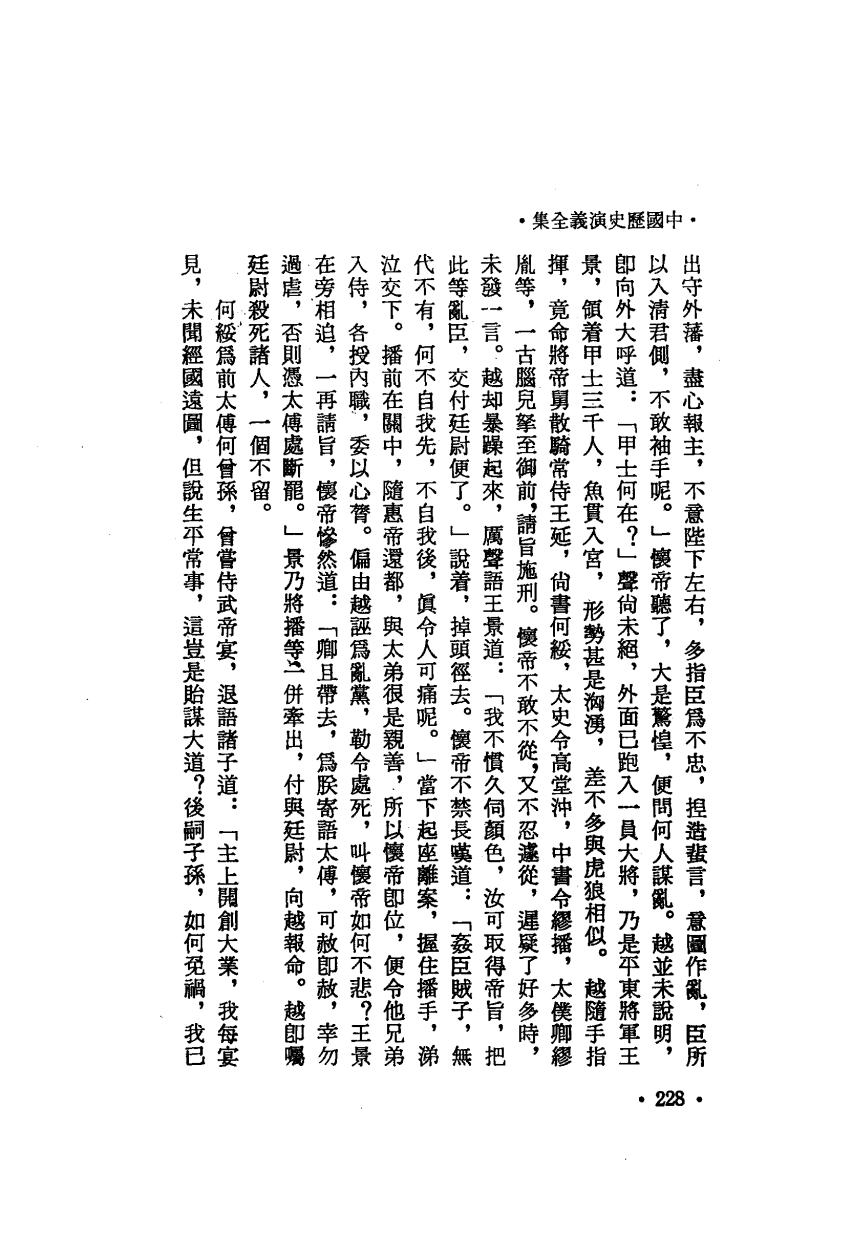 ·中國歷史演義全集·
出守外藩，盡心報主，不意陛下左右，多指臣爲不忠，捏造蜚言，意圖作亂，臣所
以入淸君側，不敢袖手呢。」懷帝聽了，大是驚惶，便問何人謀亂。越並未說明，
卽向外大呼道：「甲士何在？」聲尙未絕，外面已跑入一員大將，乃是平東將軍王
景，領着甲士三千人，魚貫入宮，形勢甚是洶湧，差不多與虎狼相似。越隨手指
揮，竟命將帝舅散騎常侍王延，尙書何綏，太史令高堂沖，中書令繆播，太僕卿繆
胤等，一古腦兒拏至御前，請旨施刑。懷帝不敢不從，又不忍遽從，遲疑了好多時，
未發一言。越却暴躁起來，厲聲語王景道：「我不慣久伺顏色，汝可取得帝旨，把
此等亂臣，交付廷尉便了。」說着，掉頭徑去。懷帝不禁長嘆道：「姦臣賊子，無
代不有，何不自我先，不自我後，眞令人可痛呢。」當下起座離案，握住播手，涕
泣交下。播前在關中，隨惠帝還都，與太弟很是親善，所以懷帝卽位，便令他兄弟
入侍，各授內職，委以心膂。偏由越誣爲亂黨，勒令處死，叫懷帝如何不悲？王景
在旁相迫，一再請旨，懷帝慘然道：「卿且帶去，爲朕寄語太傅，可赦卽赦，幸勿
過虐，否則憑太傅處斷罷。」景乃將播等一併牽出，付與廷尉，向越報命。越卽囑
廷尉殺死諸人，一個不留。
何綏爲前太傅何曾孫，曾嘗侍武帝宴，退語諸子道：「主上開創大業，我每宴
見，未聞經國遠圖，但說生平常事，這豈是貽謀大道？後嗣子孫，如何免禍，我已
·228·